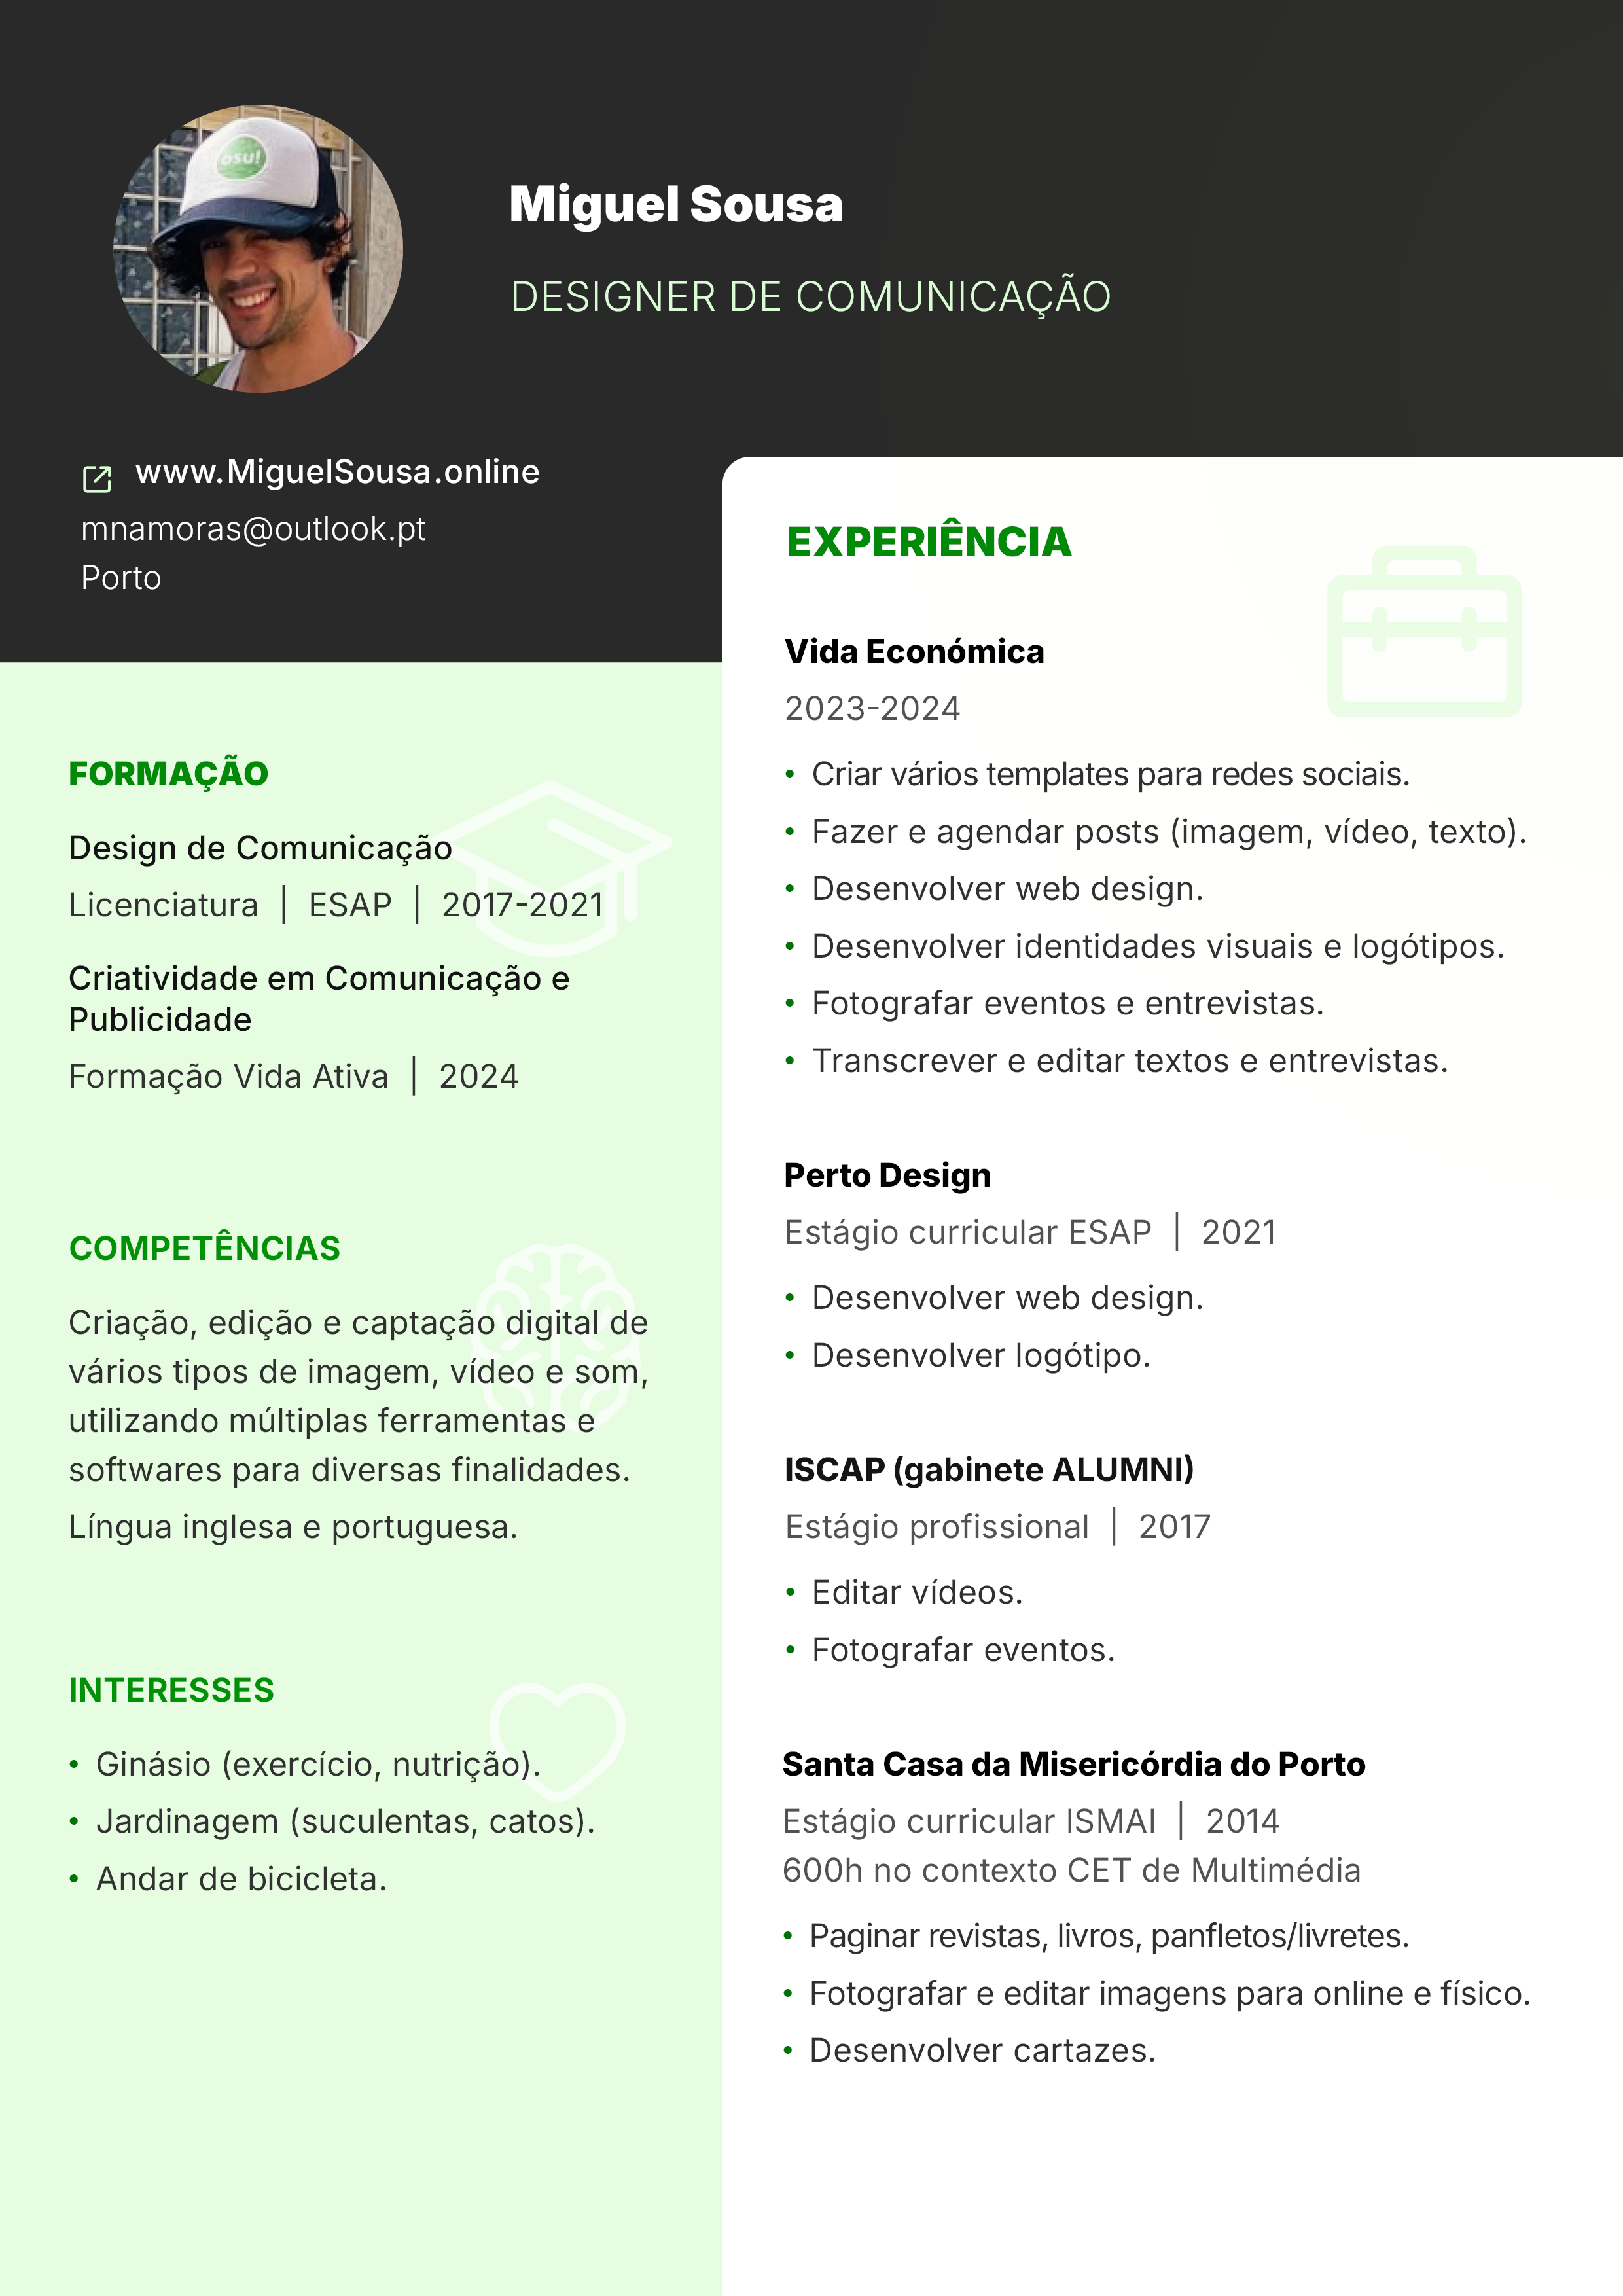 osu!
Miguel Sousa
DESIGNER DE COMUNICAÇÃO
www.MiguelSousa.online
mnamoras@outlook.pt
Porto
FORMAÇÃO
Design de Comunicação
Licenciatura | ESAP | 2017-2021
Criatividade em Comunicação e
Publicidade
Formação Vida Ativa | 2024
COMPETÊNCIAS
Criação, edição e captação digital de
vários tipos de imagem, vídeo e som,
utilizando múltiplas ferramentas e
softwares para diversas finalidades.
Língua inglesa e portuguesa.
INTERESSES
• Ginásio (exercício, nutrição).
• Jardinagem (suculentas, catos).
• Andar de bicicleta.
EXPERIÊNCIA
Vida Económica
2023-2024
• Criar vários templates para redes sociais.
• Fazer e agendar posts (imagem, vídeo, texto).
• Desenvolver web design.
• Desenvolver identidades visuais e logótipos.
• Fotografar eventos e entrevistas.
• Transcrever e editar textos e entrevistas.
Perto Design
Estágio curricular ESAP | 2021
• Desenvolver web design.
• Desenvolver logótipo.
ISCAP (gabinete ALUMNI)
Estágio profissional | 2017
• Editar vídeos.
• Fotografar eventos.
Santa Casa da Misericórdia do Porto
Estágio curricular ISMAI | 2014
600h no contexto CET de Multimédia
• Paginar revistas, livros, panfletos/livretes.
• Fotografar e editar imagens para online e físico.
• Desenvolver cartazes.